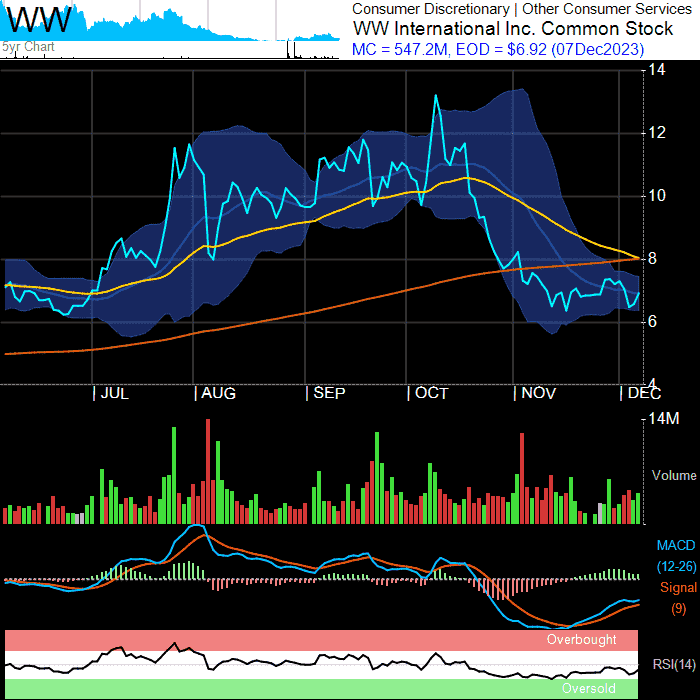 WW
5yr Chart
Consumer Discretionary | Other Consumer Services
WW International Inc. Common Stock
MC = 547.2M, EOD = $6.92 (07Dec2023)
14
12
10
8
6
4
| JUL | AUG | SEP | OCT | NOV | DEC
14M
Volume
MACD
(12-26)
Signal
(9)
Overbought
RSI(14)
Oversold